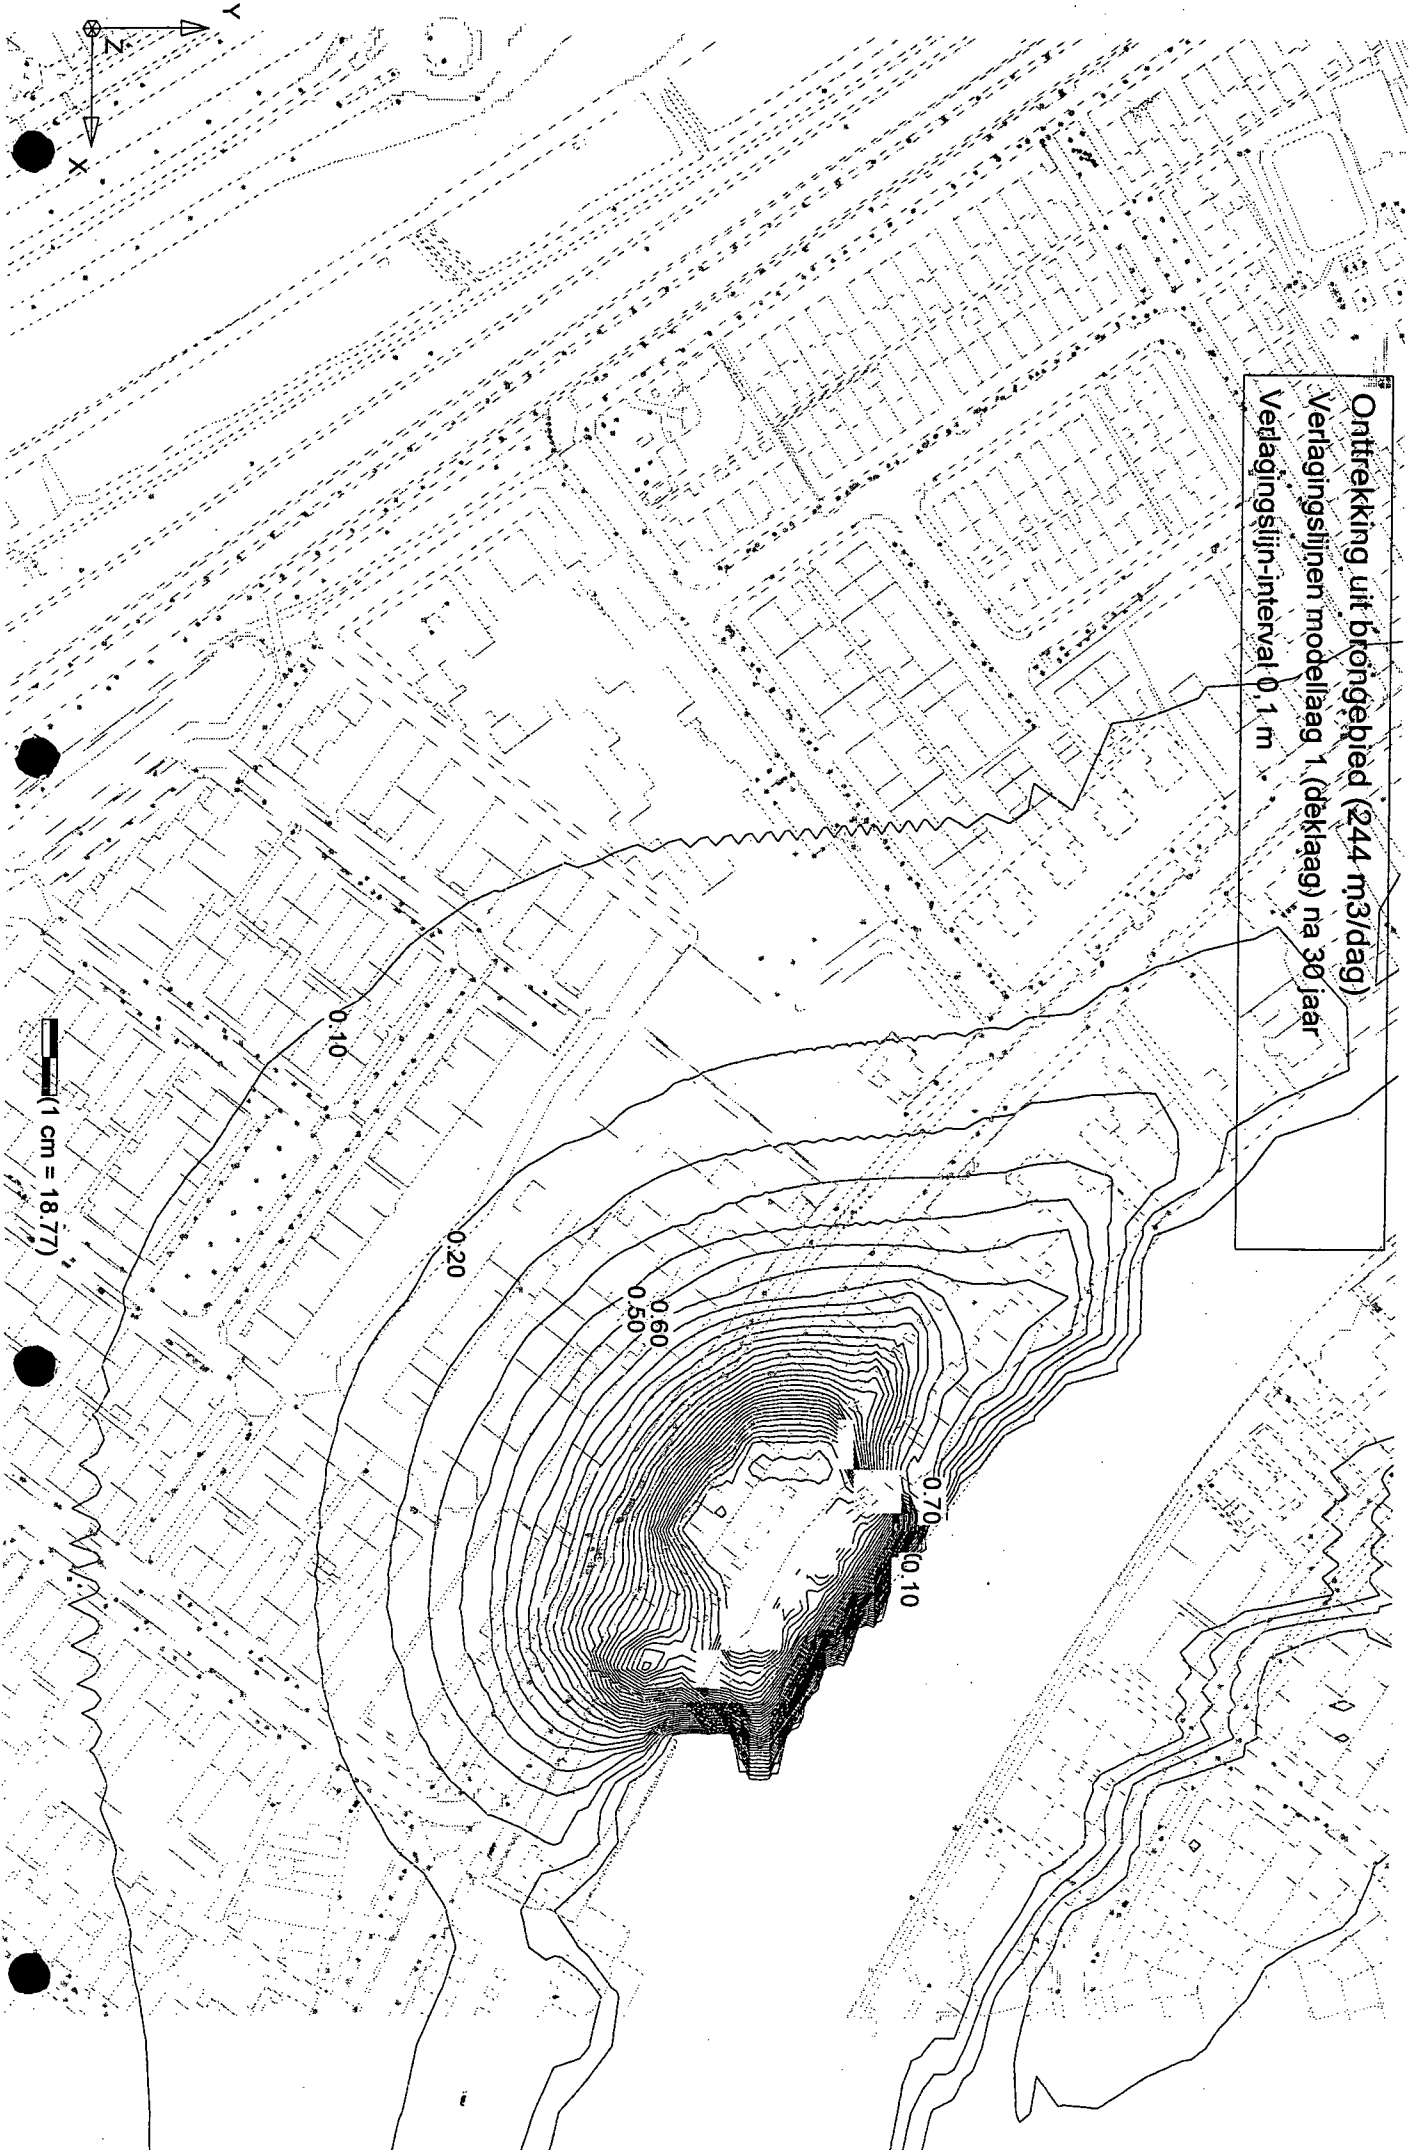 Onttrekking uit brongebied (244 m3/dag)
Verlagingslijnen modellaag 1 (deklaag) na 30 jaar
Verlagingslijn-interval 0,1 m
Y
Z
X
0.10
0.20
0.60
0.50
0.70
0.10
(1 cm = 18.77)